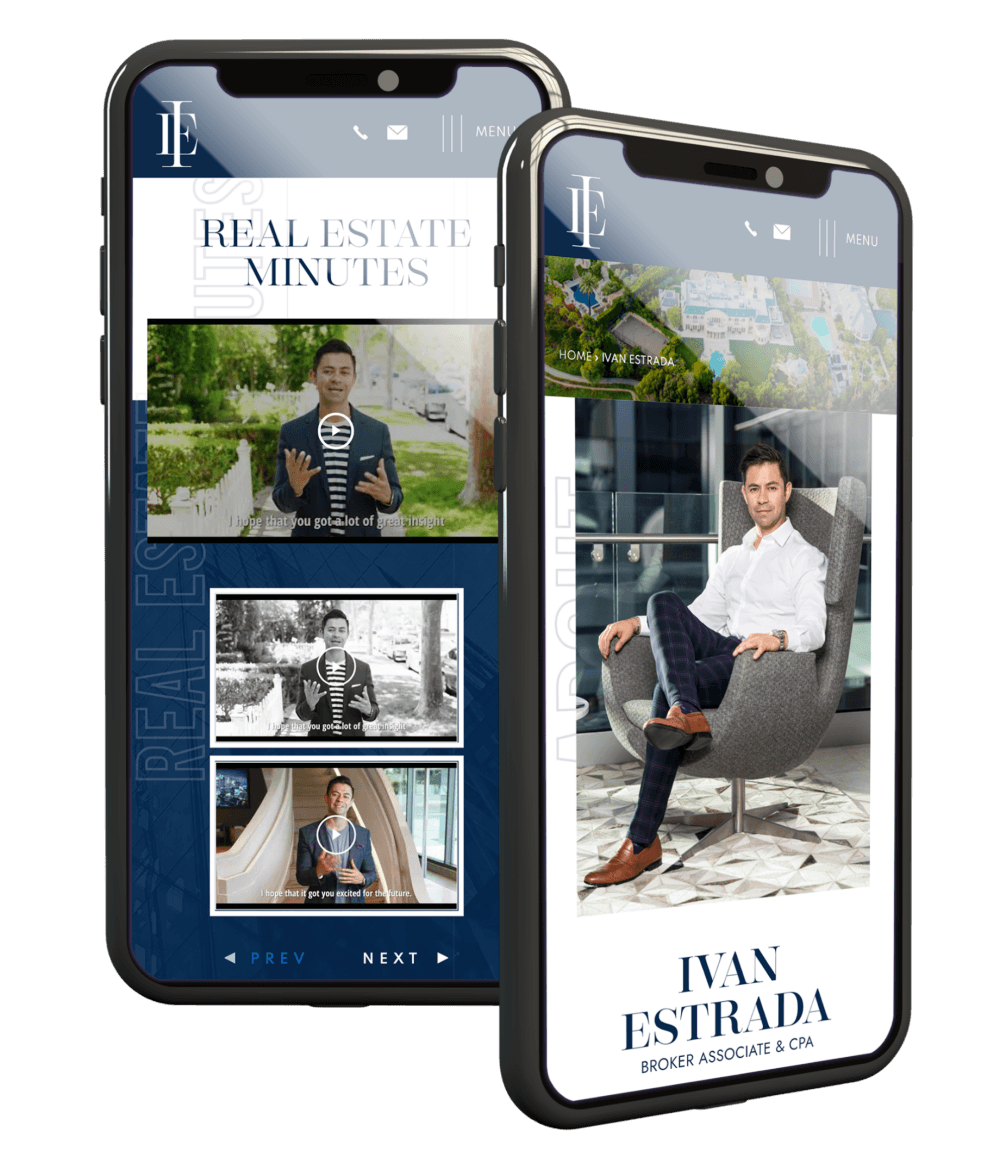 IE
MENU
REAL ESTATE
MINUTES
I hope that you got a lot of great insight
REAL ESTATE
I hope that you got a lot of great insight
I hope that it got you excited for the future.
PREV
NEXT
IE
MENU
HOME › IVAN ESTRADA
ABOUT
IVAN
ESTRADA
BROKER ASSOCIATE & CPA